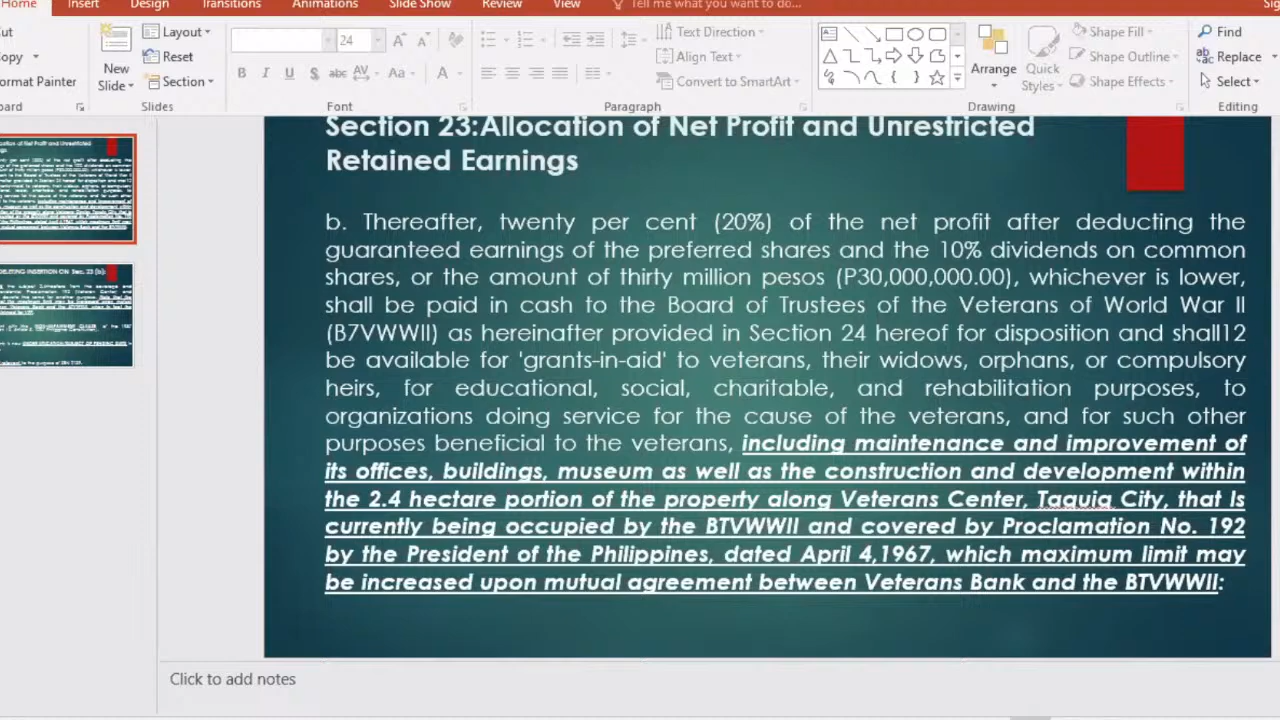 Home Insert Design Transitions Animations Slide Show Review View Tell me what you want to do...
Layout
Reset
Section
New
Slide
Slides
24
Font
Text Direction
Align Text
Convert to SmartArt
Paragraph
Arrange
Quick
Styles
Shape Fill
Shape Outline
Shape Effects
Drawing
Find
Replace
Select
Editing
Section 23:Allocation of Net Profit and Unrestricted
Retained Earnings
b. Thereafter, twenty per cent (20%) of the net profit after deducting the
guaranteed earnings of the preferred shares and the 10% dividends on common
shares, or the amount of thirty million pesos (P30,000,000.00), whichever is lower,
shall be paid in cash to the Board of Trustees of the Veterans of World War II
(B7VWWII) as hereinafter provided in Section 24 hereof for disposition and shall12
be available for 'grants-in-aid' to veterans, their widows, orphans, or compulsory
heirs, for educational, social, charitable, and rehabilitation purposes, to
organizations doing service for the cause of the veterans, and for such other
purposes beneficial to the veterans, including maintenance and improvement of
its offices, buildings, museum as well as the construction and development within
the 2.4 hectare portion of the property along Veterans Center, Taguig City, that Is
currently being occupied by the BTVWWII and covered by Proclamation No. 192
by the President of the Philippines, dated April 4,1967, which maximum limit may
be increased upon mutual agreement between Veterans Bank and the BTVWWII:
Click to add notes